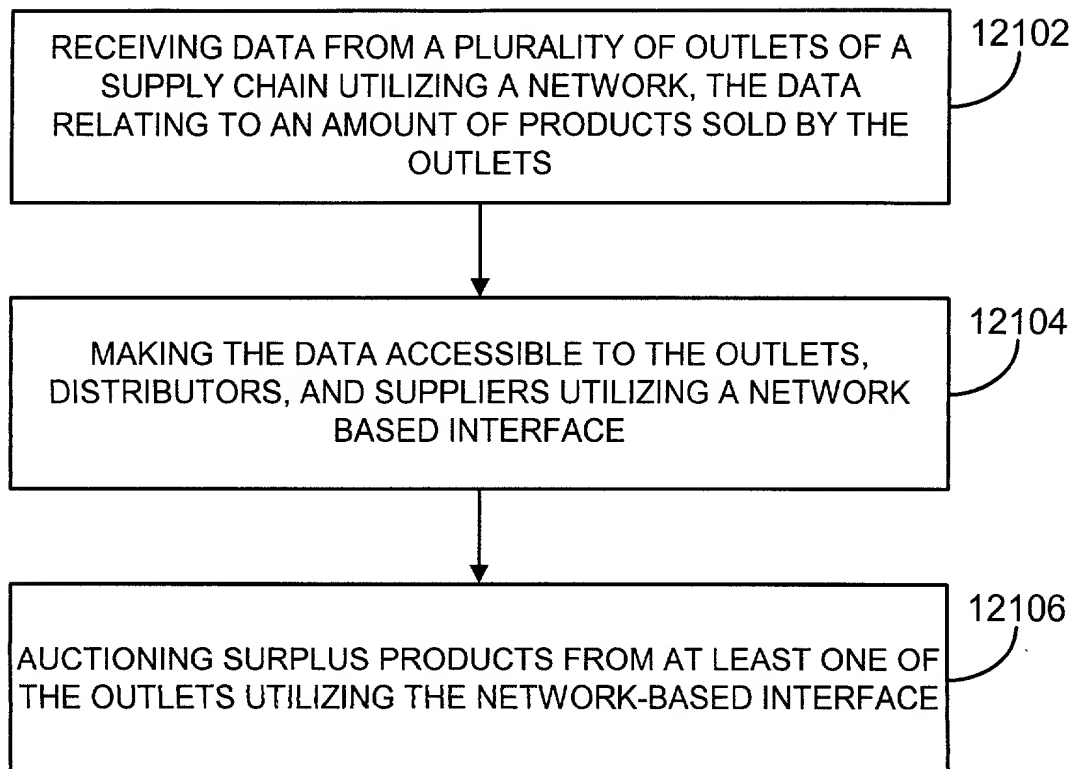 RECEIVING DATA FROM A PLURALITY OF OUTLETS OF A
SUPPLY CHAIN UTILIZING A NETWORK, THE DATA
RELATING TO AN AMOUNT OF PRODUCTS SOLD BY THE
OUTLETS
12102
MAKING THE DATA ACCESSIBLE TO THE OUTLETS,
DISTRIBUTORS, AND SUPPLIERS UTILIZING A NETWORK
BASED INTERFACE
12104
AUCTIONING SURPLUS PRODUCTS FROM AT LEAST ONE OF
THE OUTLETS UTILIZING THE NETWORK-BASED INTERFACE
12106